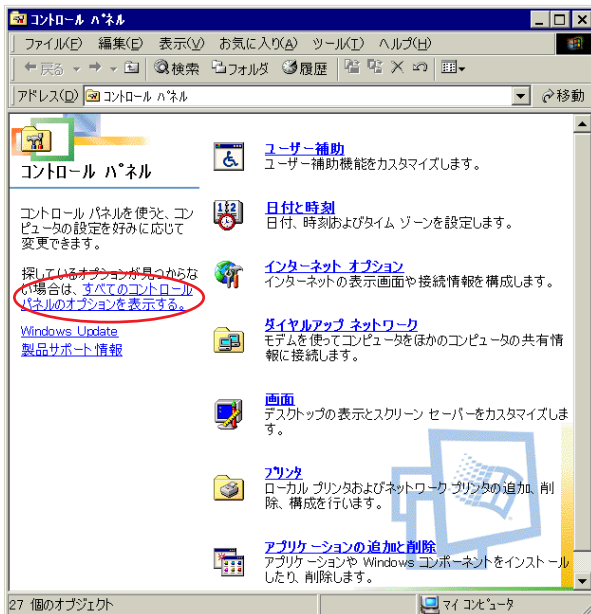 コントロール パネル
ファイル(F) 編集(E) 表示(V) お気に入り(A) ツール(T) ヘルプ(H)
戻る 検索 フォルダ 履歴
アドレス(D) コントロール パネル 移動
コントロール パネル
コントロール パネルを使うと、コン
ピュータの設定を好みに応じて
変更できます。
探しているオプションが見つからな
い場合は、すべてのコントロール
パネルのオプションを表示する。
Windows Update
製品サポート情報
ユーザー補助
ユーザー補助機能をカスタマイズします。
日付と時刻
日付、時刻およびタイム ゾーンを設定します。
インターネット オプション
インターネットの表示画面や接続情報を構成します。
ダイヤルアップ ネットワーク
モデムを使ってコンピュータをほかのコンピュータの共有情
報に接続します。
画面
デスクトップの表示とスクリーン セーバーをカスタマイズしま
す。
プリンタ
ローカル プリンタおよびネットワーク プリンタの追加、削
除、構成を行います。
アプリケーションの追加と削除
アプリケーションや Windows コンポーネントをインストール
したり、削除します。
27 個のオブジェクト
マイ コンピュータ